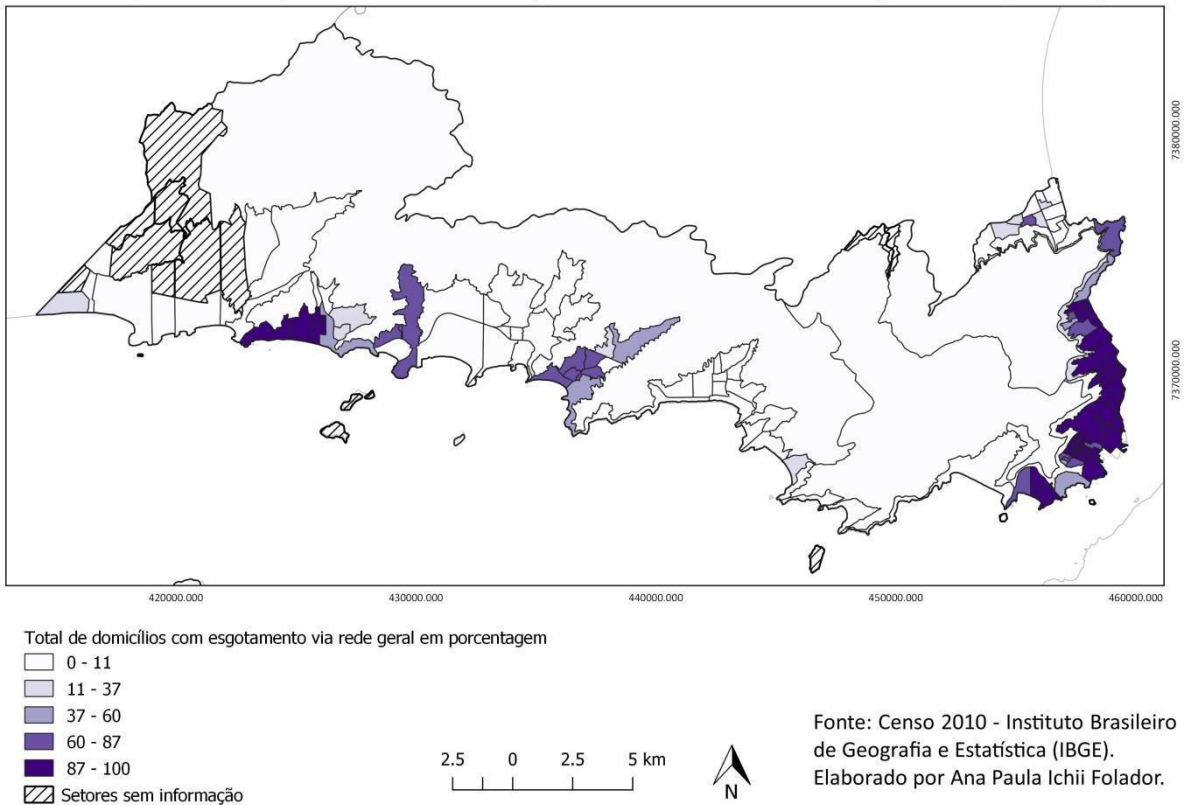 7380000.000
7370000.000
420000.000 430000.000 440000.000 450000.000 460000.000
Total de domicílios com esgotamento via rede geral em porcentagem
0 - 11
11 - 37
37 - 60
60 - 87
87 - 100
Setores sem informação
2.5 0 2.5 5 km
N
Fonte: Censo 2010 - Instituto Brasileiro
de Geografia e Estatística (IBGE).
Elaborado por Ana Paula Ichii Folador.